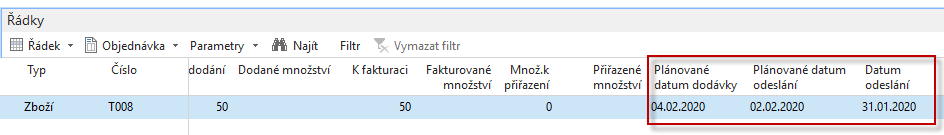 Řádky
Řádek Objednávka Parametry Najít Filtr Vymazat filtr
Typ Číslo dodání Dodané množství K fakturaci Fakturované množství Množ.k přiřazení Přiřazené množství Plánované datum dodávky Plánované datum odeslání Datum odeslání
Zboží T008 50 50 0 04.02.2020 02.02.2020 31.01.2020